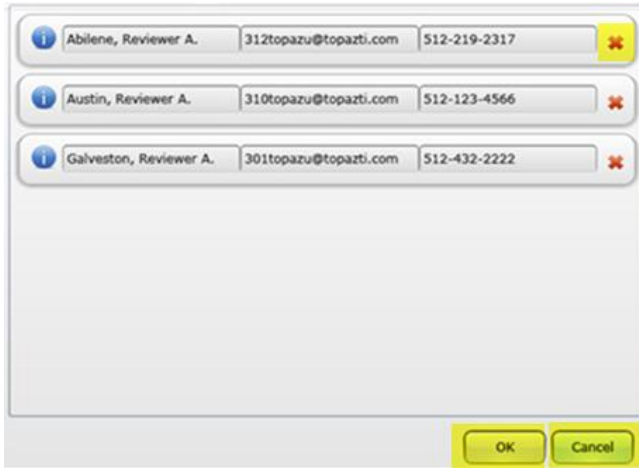 Abilene, Reviewer A. 312topazu@topazti.com 512-219-2317
Austin, Reviewer A. 310topazu@topazti.com 512-123-4566
Galveston, Reviewer A. 301topazu@topazti.com 512-432-2222
OK Cancel